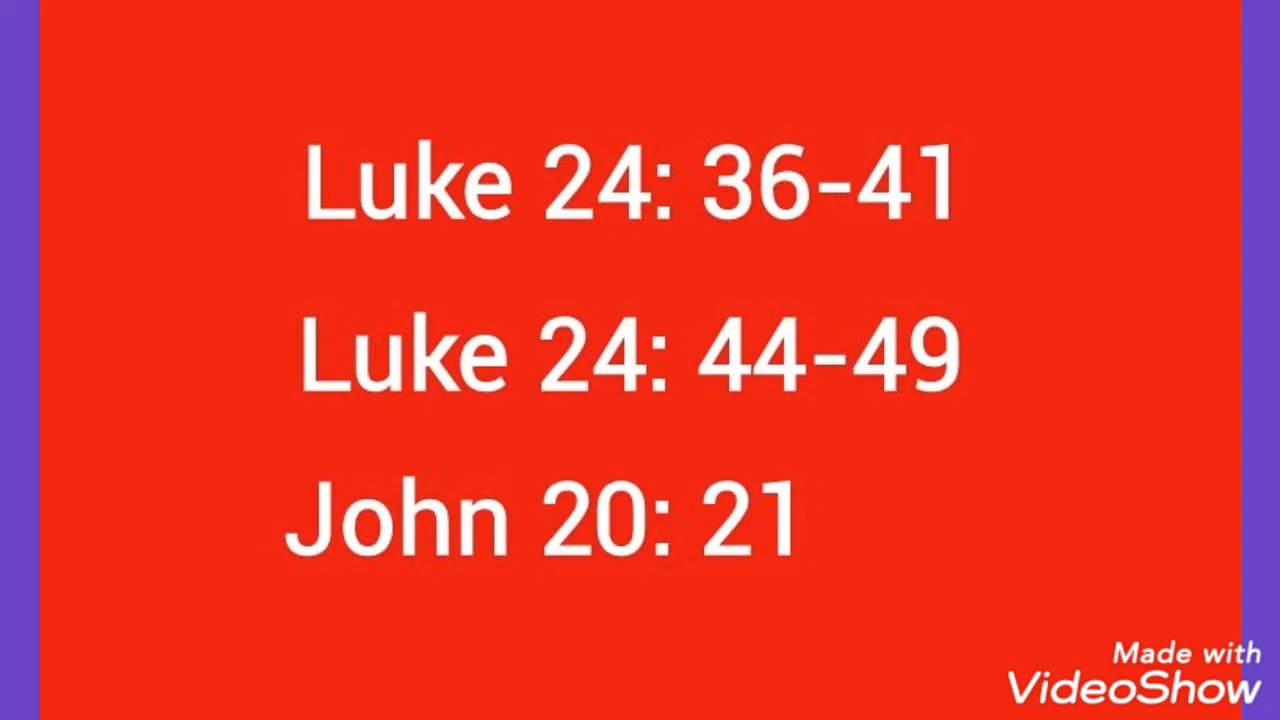 Luke 24: 36-41
Luke 24: 44-49
John 20: 21
Made with
VideoShow